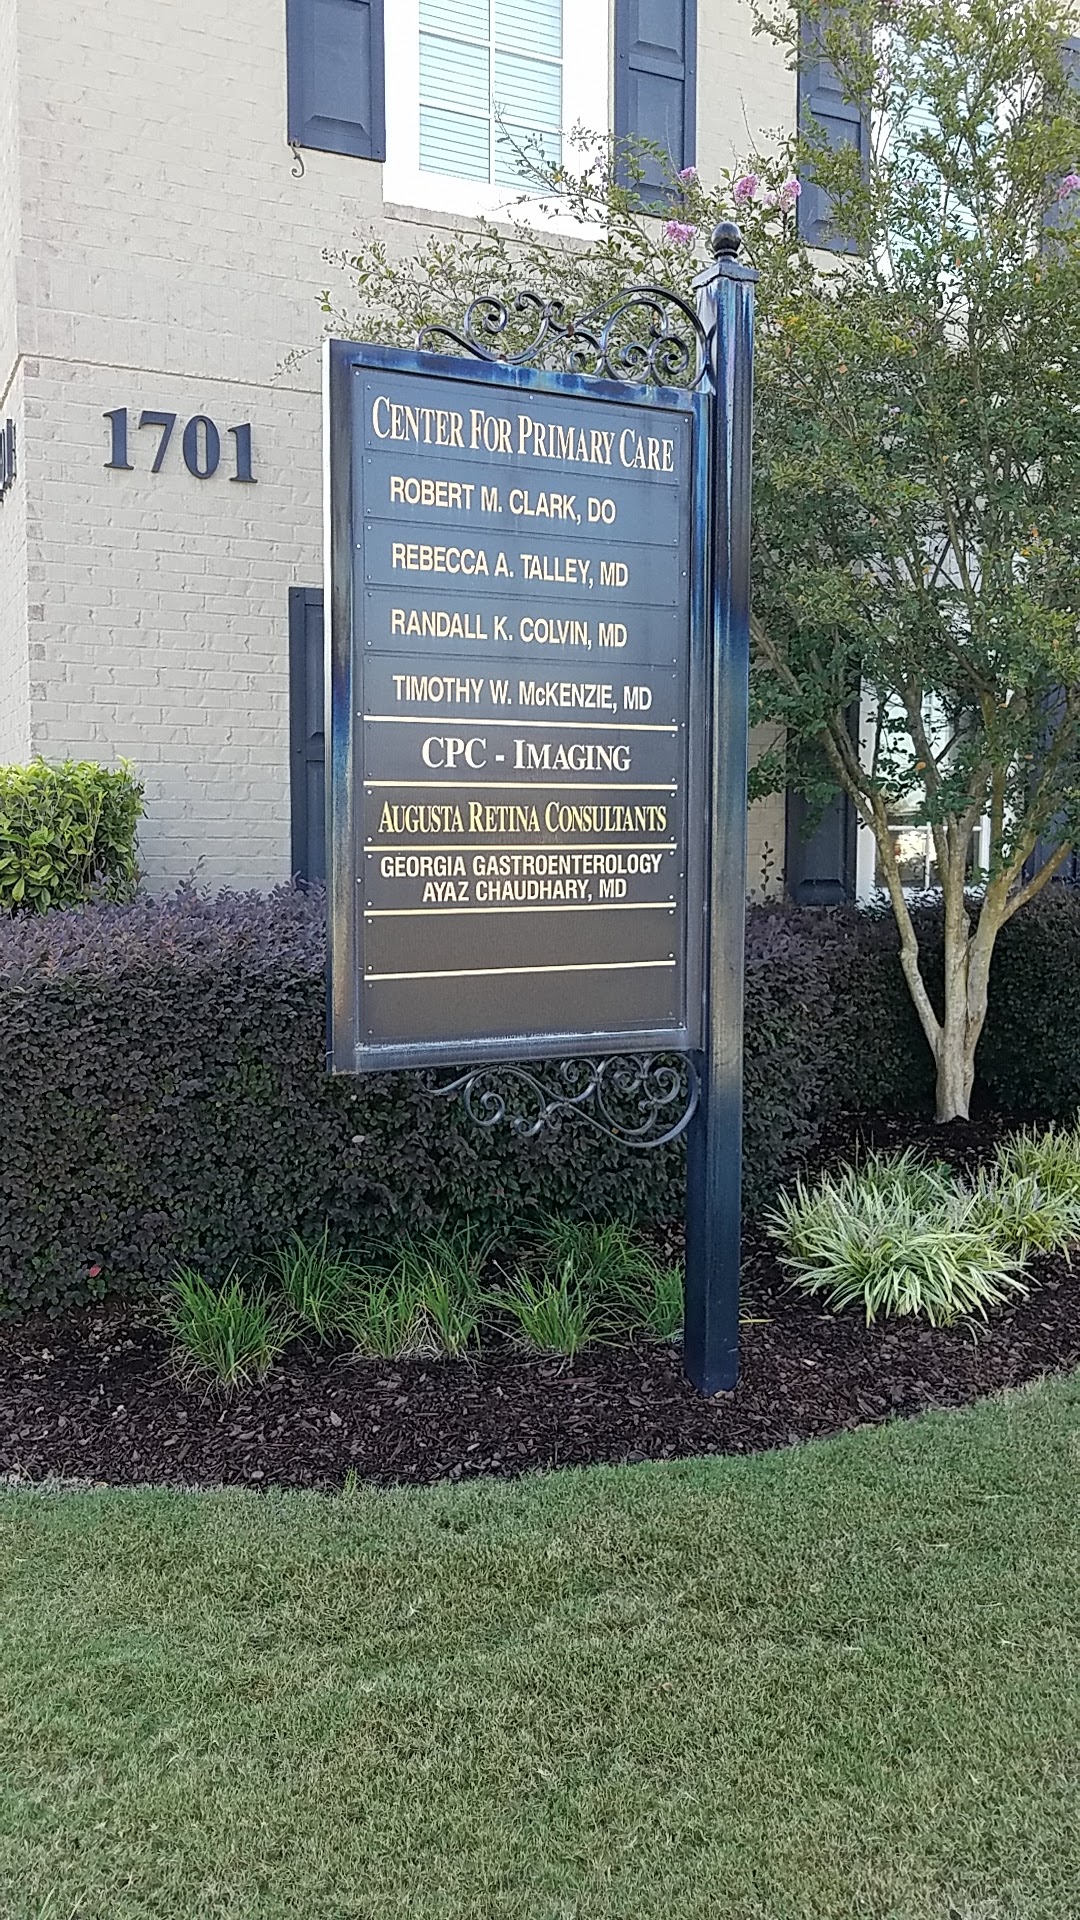 1701
CENTER FOR PRIMARY CARE
ROBERT M. CLARK, DO
REBECCA A. TALLEY, MD
RANDALL K. COLVIN, MD
TIMOTHY W. McKENZIE, MD
CPC - IMAGING
AUGUSTA RETINA CONSULTANTS
GEORGIA GASTROENTEROLOGY
AYAZ CHAUDHARY, MD